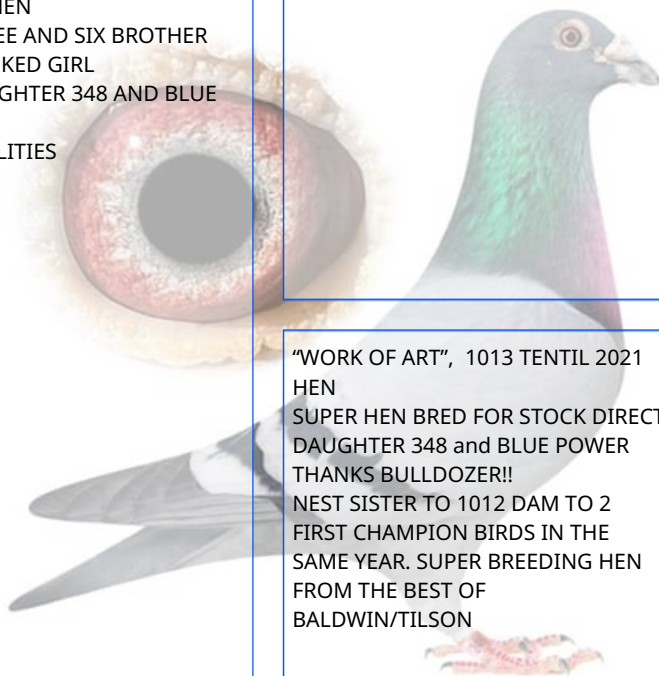 HEN
EE AND SIX BROTHER
KED GIRL
GHTER 348 AND BLUE
LITIES
“WORK OF ART”, 1013 TENTIL 2021
HEN
SUPER HEN BRED FOR STOCK DIRECT
DAUGHTER 348 and BLUE POWER
THANKS BULLDOZER!!
NEST SISTER TO 1012 DAM TO 2
FIRST CHAMPION BIRDS IN THE
SAME YEAR. SUPER BREEDING HEN
FROM THE BEST OF
BALDWIN/TILSON